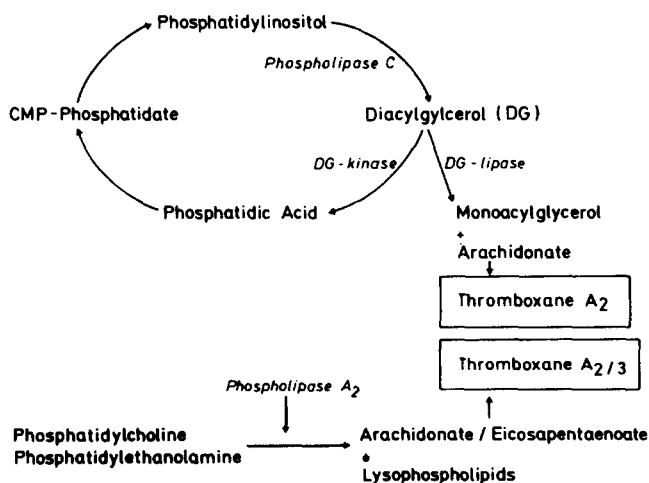 Phosphatidylinositol
Phospholipase C
CMP-Phosphatidate
Diacylgylcerol (DG)
DG-kinase
DG-lipase
Phosphatidic Acid
Monoacylglycerol
+
Arachidonate
Thromboxane A2
Thromboxane A2/3
Phospholipase A2
Phosphatidylcholine
Phosphatidylethanolamine
Arachidonate / Eicosapentaenoate
+
Lysophospholipids